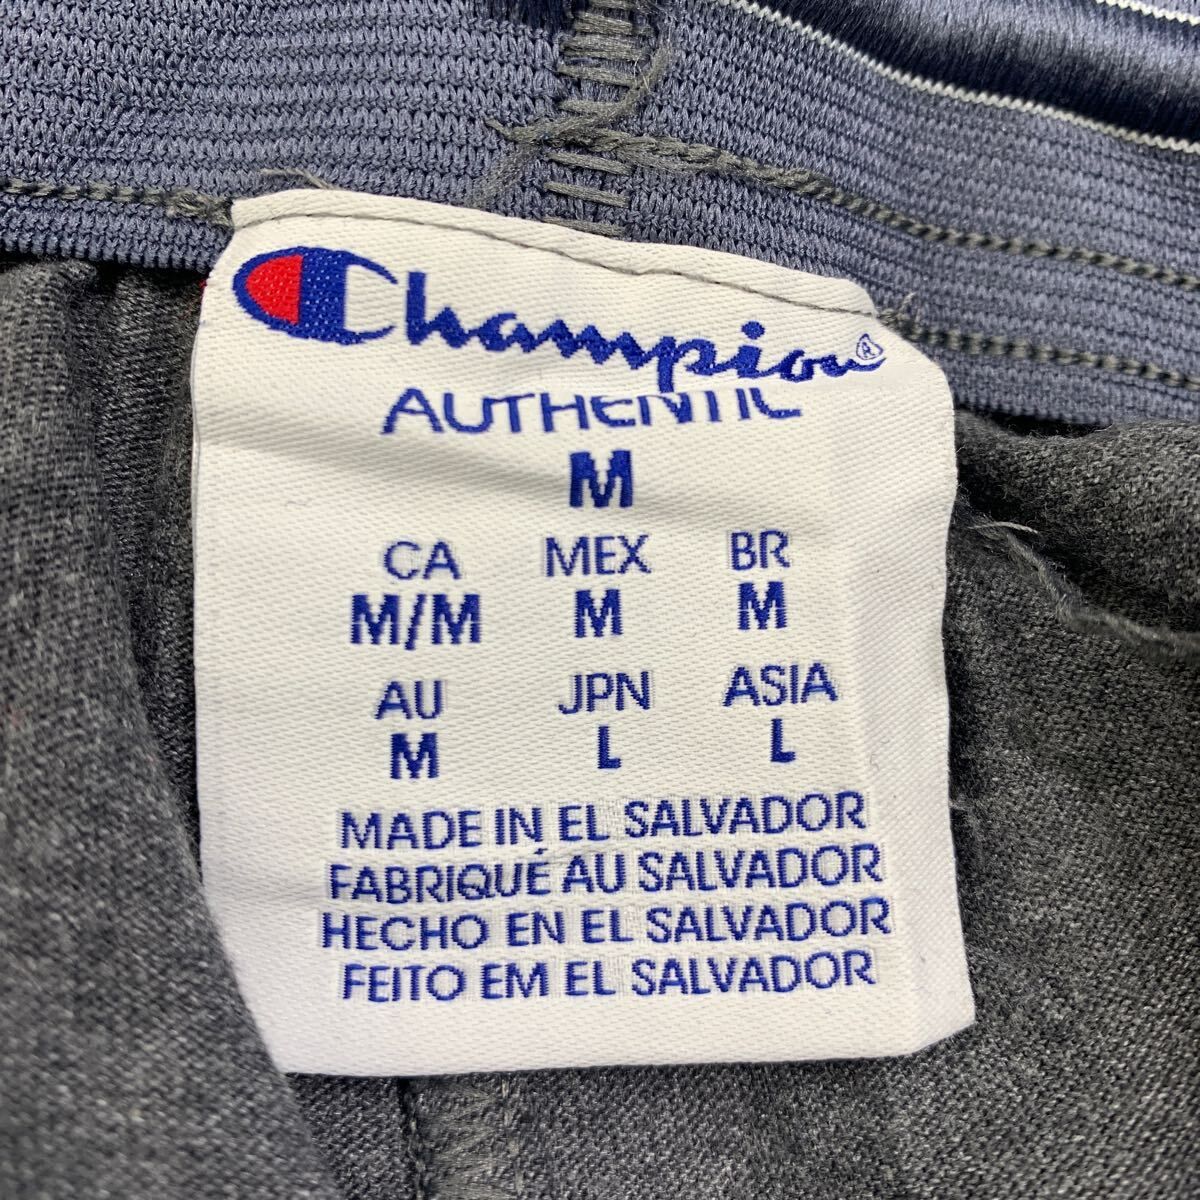 Champion®
AUTHENTIC
M
CA MEX BR
M/M M M
AU JPN ASIA
M L L
MADE IN EL SALVADOR
FABRIQUÉ AU SALVADOR
HECHO EN EL SALVADOR
FEITO EM EL SALVADOR